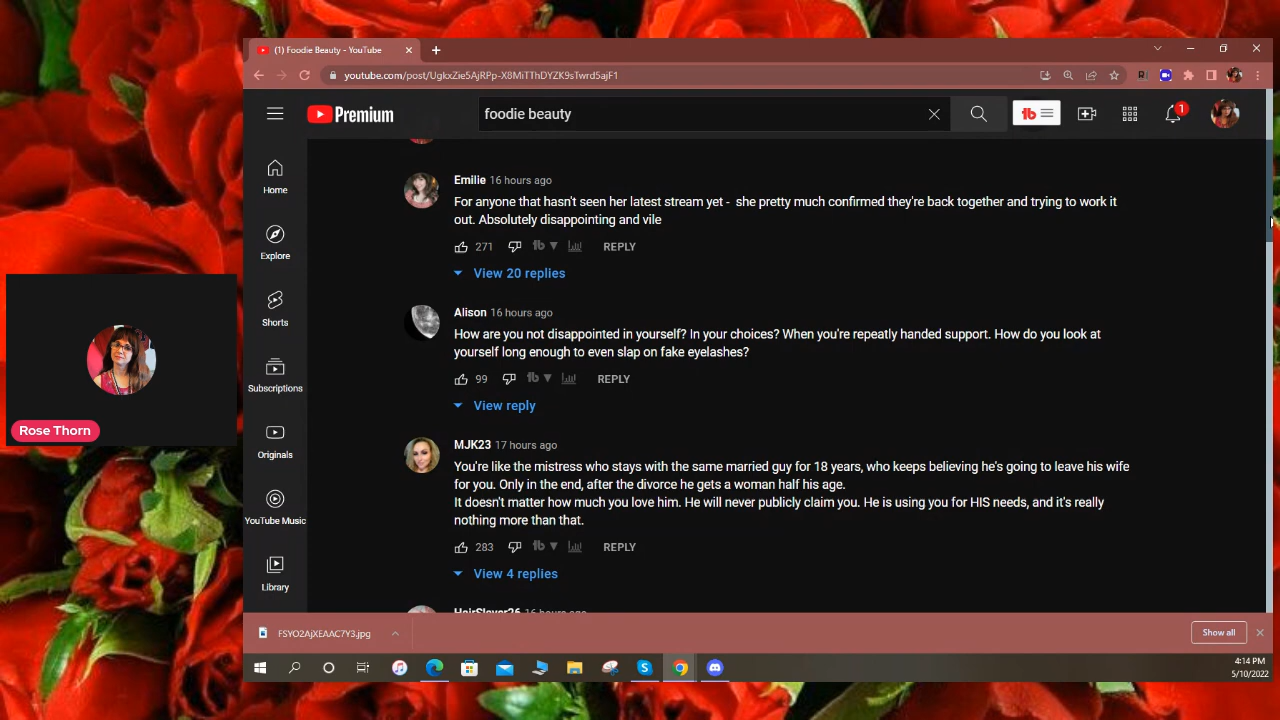 (1) Foodie Beauty - YouTube
youtube.com/post/UgkxZie5AjRPp-X8MiTThDYZK9sTwrd5ajF1
Premium
foodie beauty
tb
1
Home
Explore
Shorts
Subscriptions
Originals
YouTube Music
Library
Rose Thorn
Emilie 16 hours ago
For anyone that hasn't seen her latest stream yet - she pretty much confirmed they're back together and trying to work it
out. Absolutely disappointing and vile
271 tb REPLY
View 20 replies
Alison 16 hours ago
How are you not disappointed in yourself? In your choices? When you're repeatly handed support. How do you look at
yourself long enough to even slap on fake eyelashes?
99 tb REPLY
View reply
MJK23 17 hours ago
You're like the mistress who stays with the same married guy for 18 years, who keeps believing he's going to leave his wife
for you. Only in the end, after the divorce he gets a woman half his age.
It doesn't matter how much you love him. He will never publicly claim you. He is using you for HIS needs, and it's really
nothing more than that.
283 tb REPLY
View 4 replies
HairSlayer26 16 hours ago
FSYO2AjXEAAC7Y3.jpg
Show all
4:14 PM
5/10/2022